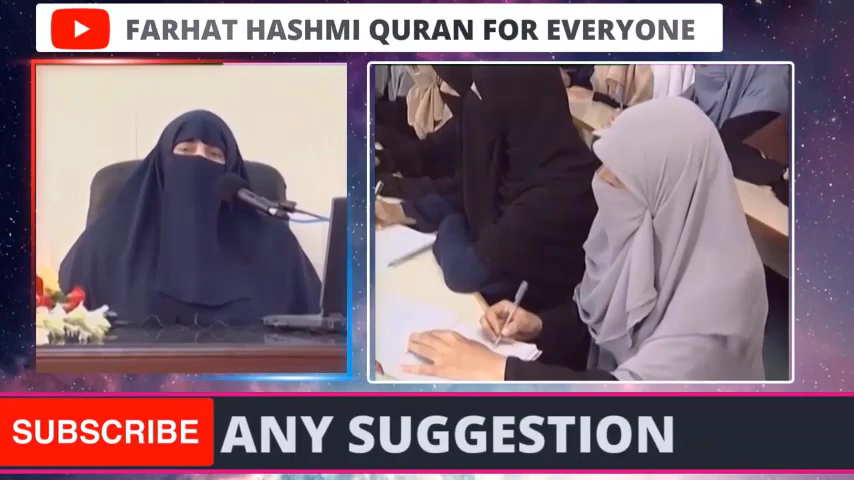 FARHAT HASHMI QURAN FOR EVERYONE
SUBSCRIBE ANY SUGGESTION